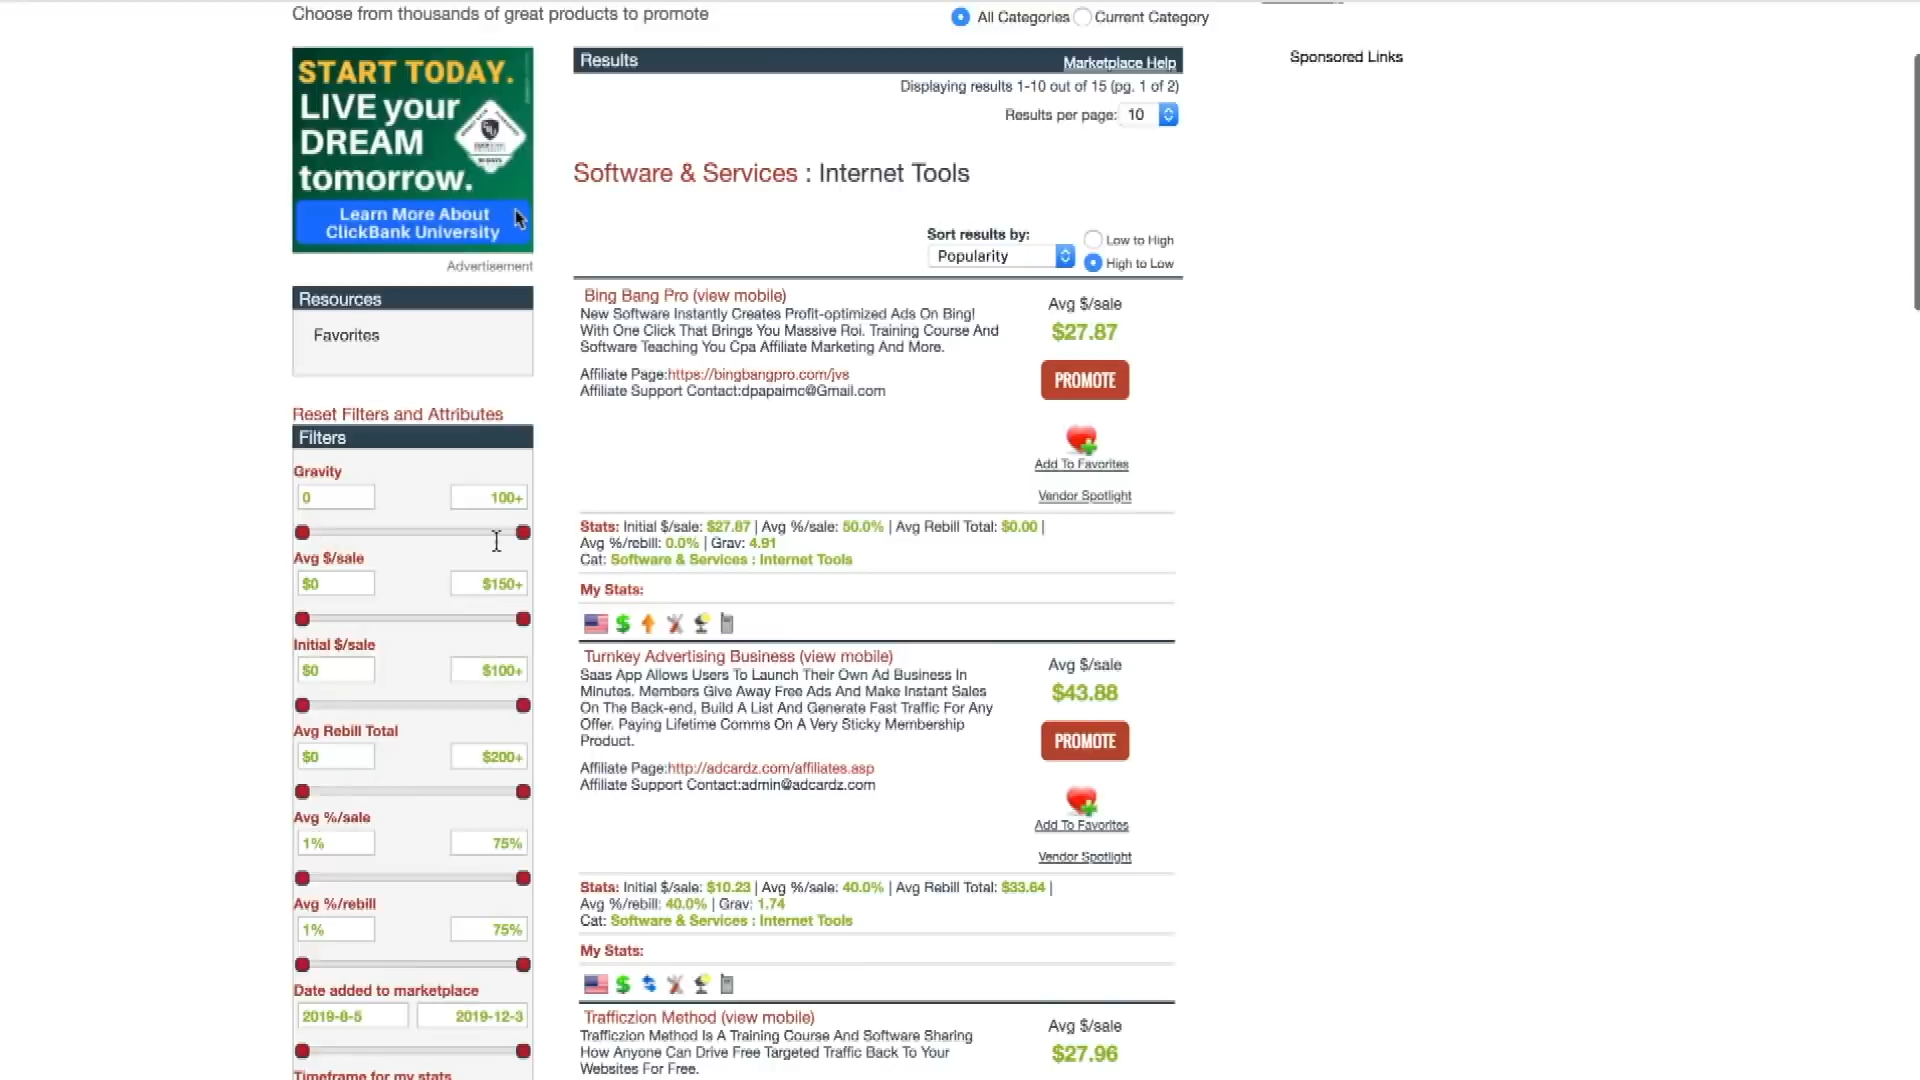 Choose from thousands of great products to promote
All Categories
Current Category
START TODAY.
LIVE your
DREAM
tomorrow.
Learn More About
ClickBank University
Advertisement
Resources
Favorites
Reset Filters and Attributes
Filters
Gravity
0 100+
Avg $/sale
$0 $150+
Initial $/sale
$0 $100+
Avg Rebill Total
$0 $200+
Avg %/sale
1% 75%
Avg %/rebill
1% 75%
Date added to marketplace
2019-8-5 2019-12-3
Timeframe for my stats
Results Marketplace Help
Displaying results 1-10 out of 15 (pg. 1 of 2)
Results per page: 10
Software & Services : Internet Tools
Sort results by:
Popularity
Low to High
High to Low
Bing Bang Pro (view mobile)
New Software Instantly Creates Profit-optimized Ads On Bing!
With One Click That Brings You Massive Roi. Training Course And
Software Teaching You Cpa Affiliate Marketing And More.
Affiliate Page:https://bingbangpro.com/jvs
Affiliate Support Contact:dpapaimc@Gmail.com
Avg $/sale
$27.87
PROMOTE
Add To Favorites
Vendor Spotlight
Stats: Initial $/sale: $27.87 | Avg %/sale: 50.0% | Avg Rebill Total: $0.00 |
Avg %/rebill: 0.0% | Grav: 4.91
Cat: Software & Services : Internet Tools
My Stats:
Turnkey Advertising Business (view mobile)
Saas App Allows Users To Launch Their Own Ad Business In
Minutes. Members Give Away Free Ads And Make Instant Sales
On The Back-end, Build A List And Generate Fast Traffic For Any
Offer. Paying Lifetime Comms On A Very Sticky Membership
Product.
Affiliate Page:http://adcardz.com/affiliates.asp
Affiliate Support Contact:admin@adcardz.com
Avg $/sale
$43.88
PROMOTE
Add To Favorites
Vendor Spotlight
Stats: Initial $/sale: $10.23 | Avg %/sale: 40.0% | Avg Rebill Total: $33.64 |
Avg %/rebill: 40.0% | Grav: 1.74
Cat: Software & Services : Internet Tools
My Stats:
Trafficzion Method (view mobile)
Trafficzion Method Is A Training Course And Software Sharing
How Anyone Can Drive Free Targeted Traffic Back To Your
Websites For Free.
Avg $/sale
$27.96
Sponsored Links